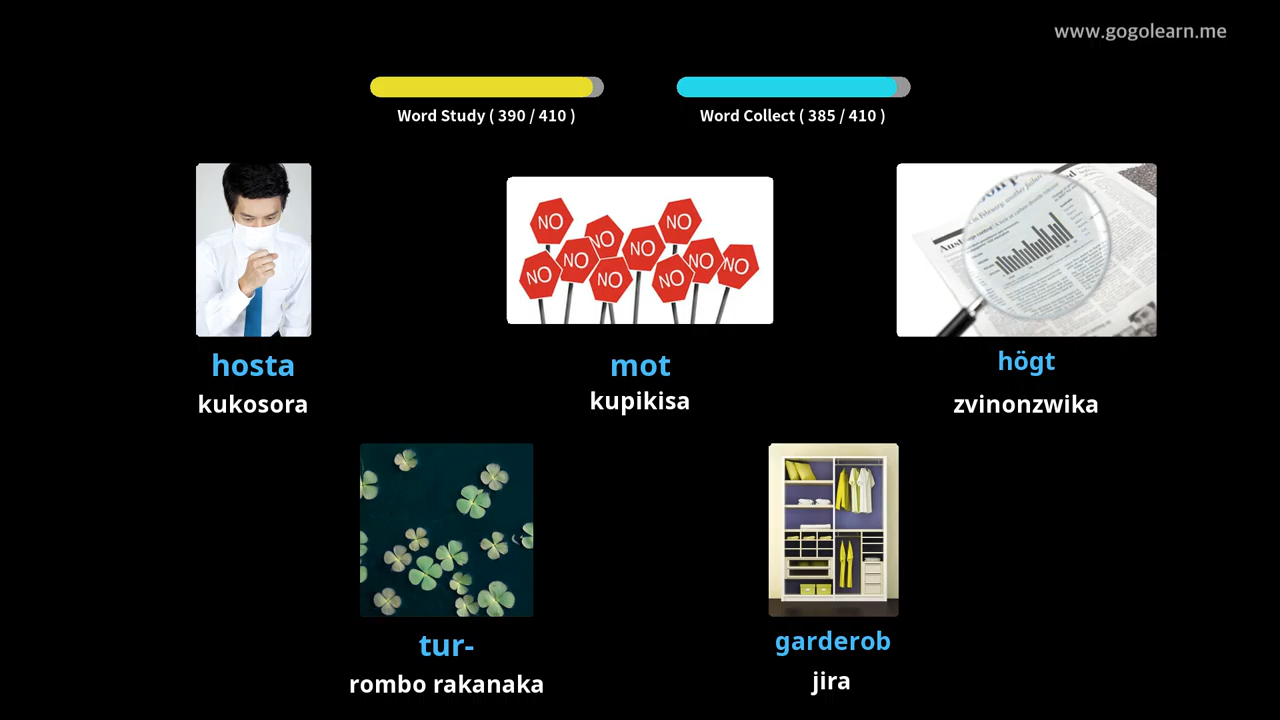 www.gogolearn.me
Word Study ( 390 / 410 )
Word Collect ( 385 / 410 )
NO
NO
NO
NO
NO
NO
NO
NO
NO
NO
hosta
kukosora
mot
kupikisa
högt
zvinonzwika
tur-
rombo rakanaka
garderob
jira